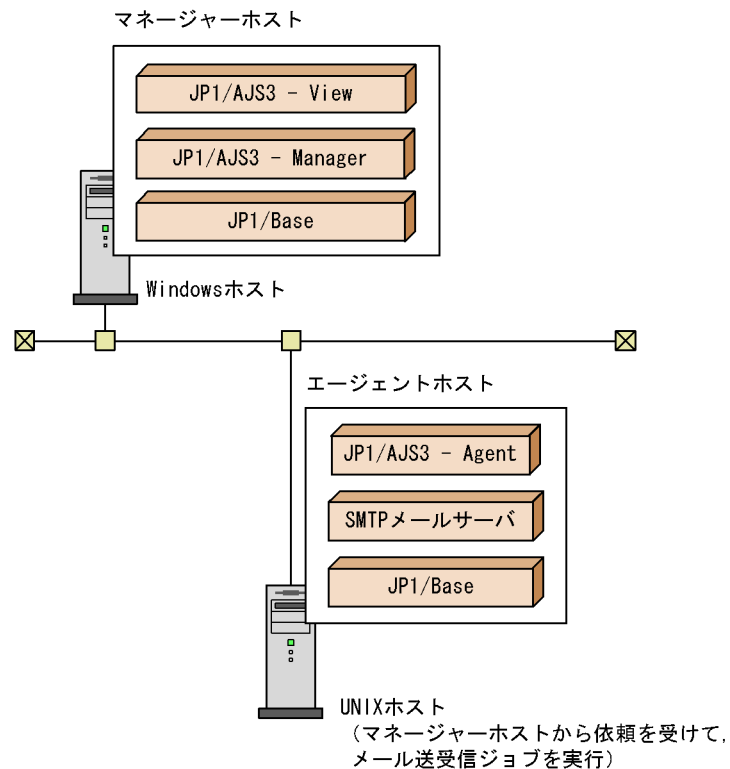 マネージャーホスト
JP1/AJS3 - View
JP1/AJS3 - Manager
JP1/Base
Windowsホスト
エージェントホスト
JP1/AJS3 - Agent
SMTPメールサーバ
JP1/Base
UNIXホスト
（マネージャーホストから依頼を受けて，
メール送受信ジョブを実行）